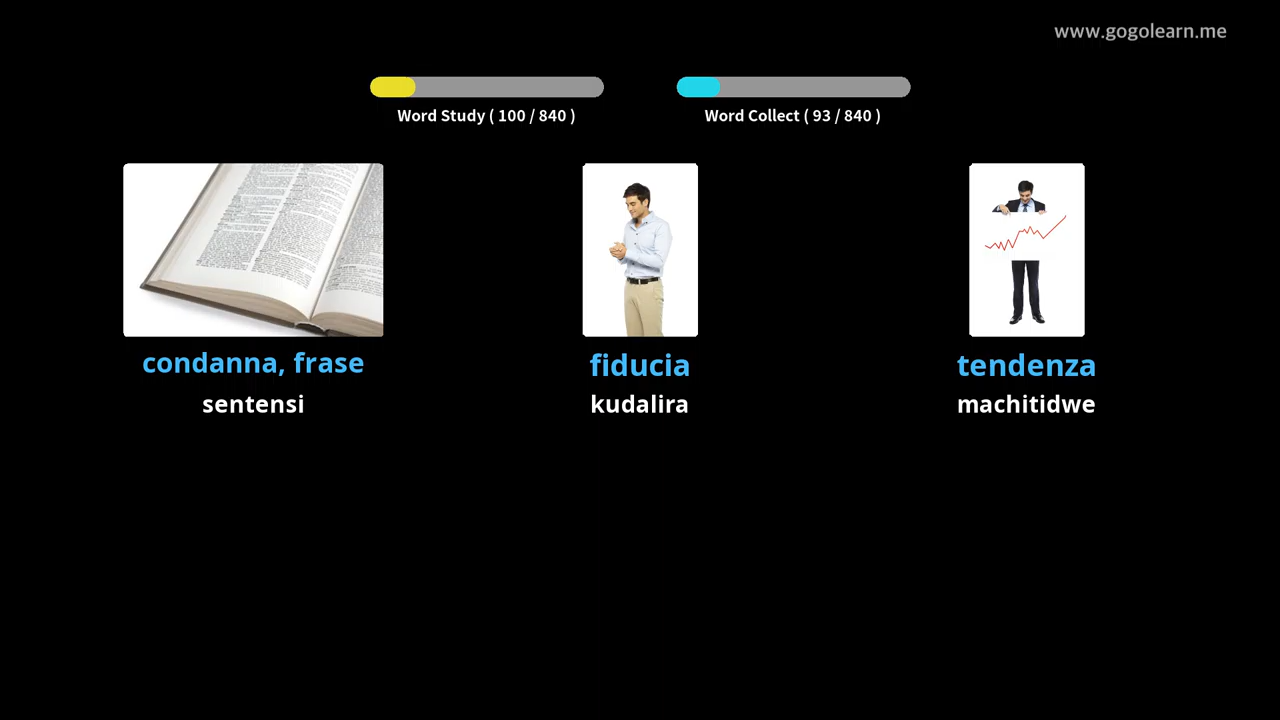 www.gogolearn.me
Word Study ( 100 / 840 )
Word Collect ( 93 / 840 )
condanna, frase
sentensi
fiducia
kudalira
tendenza
machitidwe